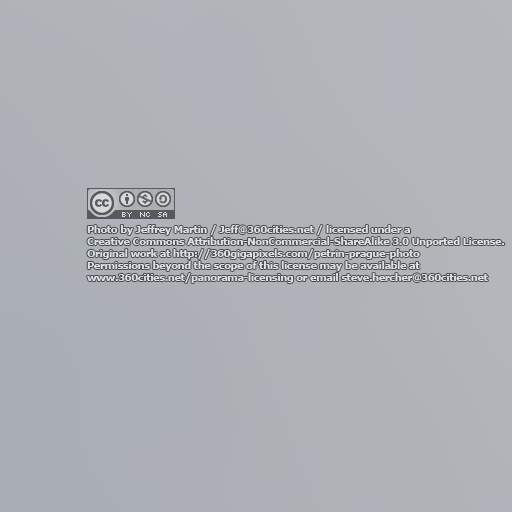 cc
BY NC SA
Photo by Jeffrey Martin / Jeff@360cities.net / licensed under a
Creative Commons Attribution-NonCommercial-ShareAlike 3.0 Unported License.
Original work at http://360gigapixels.com/petrin-prague-photo
Permissions beyond the scope of this license may be available at
www.360cities.net/panorama-licensing or email steve.hercher@360cities.net